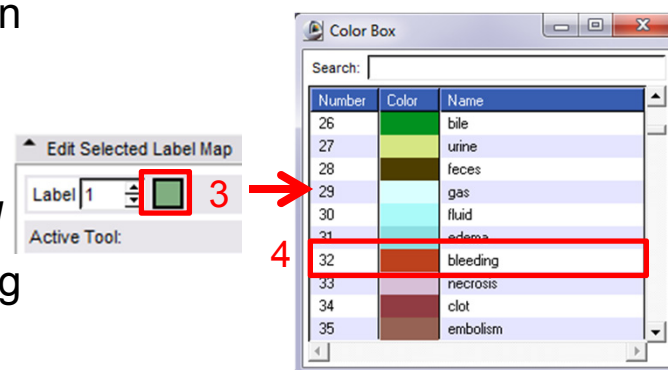 n
Edit Selected Label Map
Label 1
3
Active Tool:
g
4
Color Box
Search:
Number Color Name
26 bile
27 urine
28 feces
29 gas
30 fluid
31 edema
32 bleeding
33 necrosis
34 clot
35 embolism